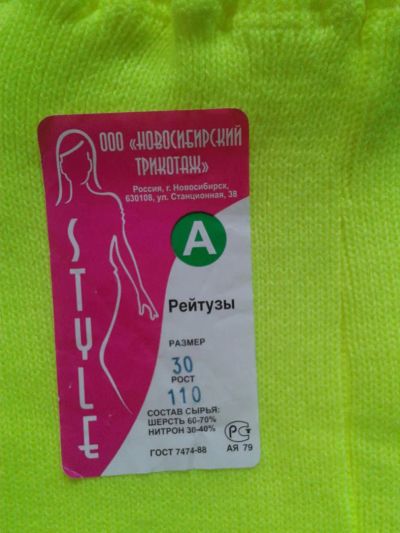 ООО «НОВОСИБИРСКИЙ
ТРИКОТАЖ»
Россия, г. Новосибирск,
630108, ул. Станционная, 38
STYLE
А
Рейтузы
РАЗМЕР
30
РОСТ
110
СОСТАВ СЫРЬЯ:
ШЕРСТЬ 60-70%
НИТРОН 30-40%
ГОСТ 7474-88
АЯ 79